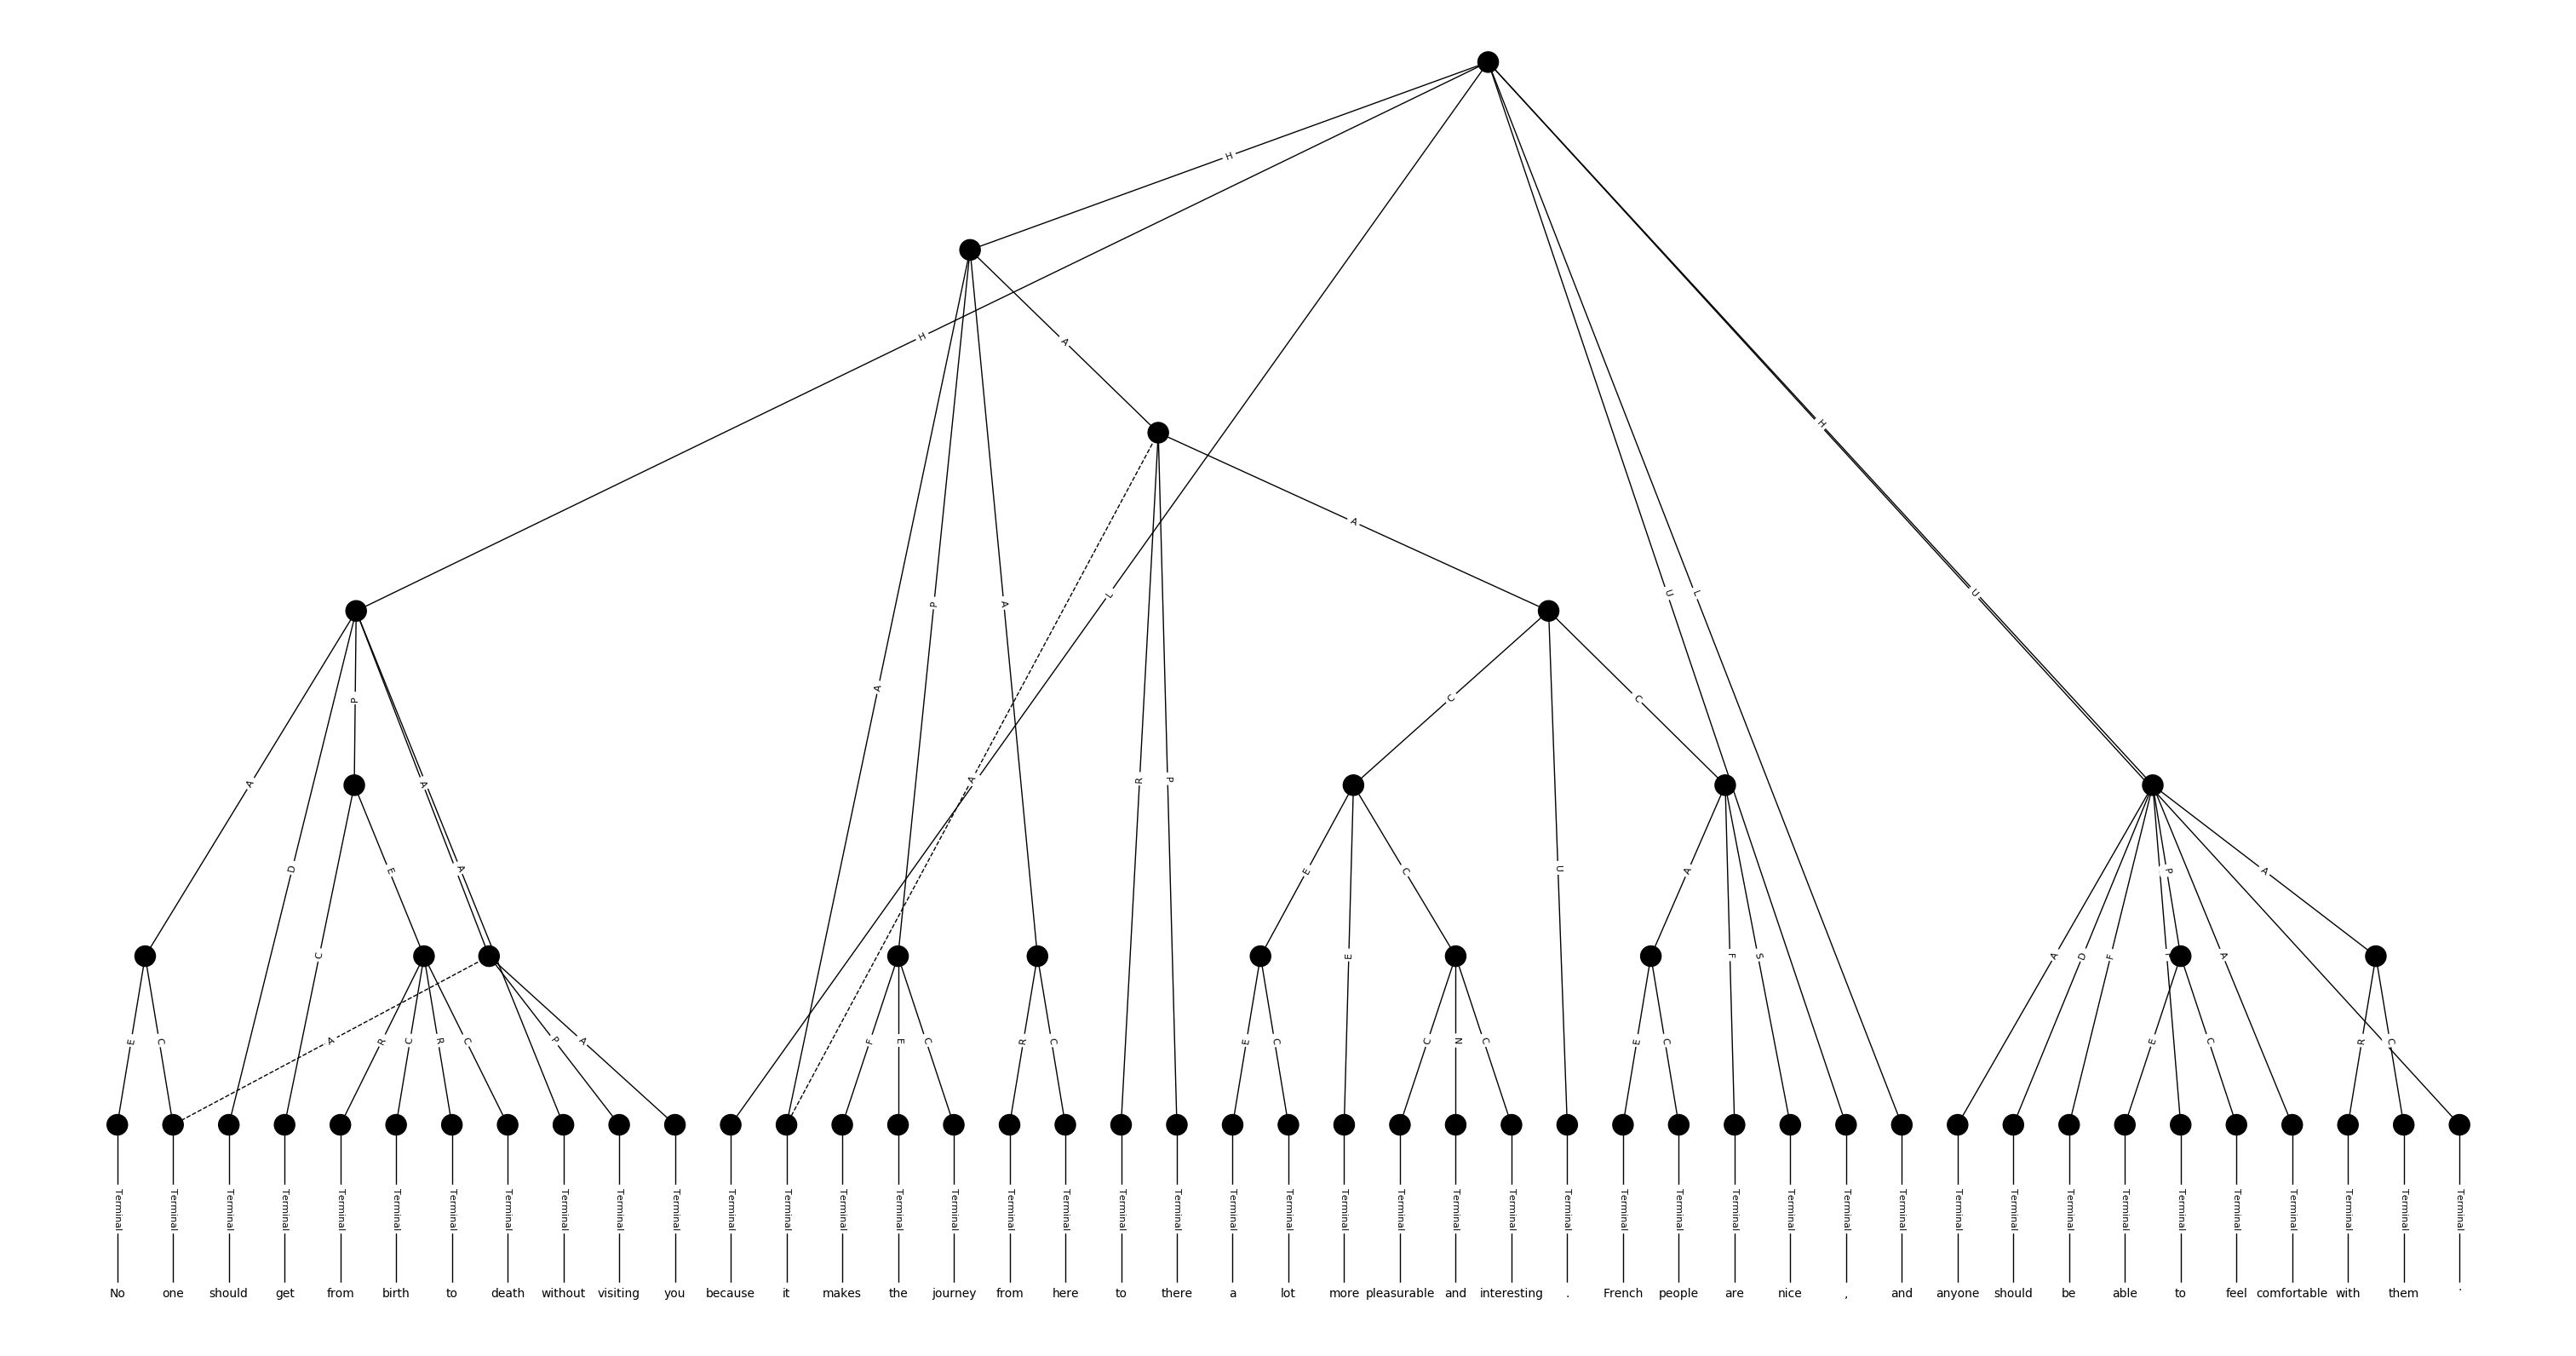 H
H
A
H
A
L
U
L
U
A
P
A
C
C
P
A
P
A
A
R
P
D
A
E
E
C
U
A
P
A
C
E
F
S
A
D
F
A
E
C
A
R
C
R
C
P
A
F
E
C
R
C
E
C
C
N
C
E
C
E
C
R
C
Terminal Terminal Terminal Terminal Terminal Terminal Terminal Terminal Terminal Terminal Terminal Terminal Terminal Terminal Terminal Terminal Terminal Terminal Terminal Terminal Terminal Terminal Terminal Terminal Terminal Terminal Terminal Terminal Terminal Terminal Terminal Terminal Terminal Terminal Terminal Terminal Terminal Terminal Terminal Terminal Terminal Terminal Terminal
No one should get from birth to death without visiting you because it makes the journey from here to there a lot more pleasurable and interesting . French people are nice , and anyone should be able to feel comfortable with them .